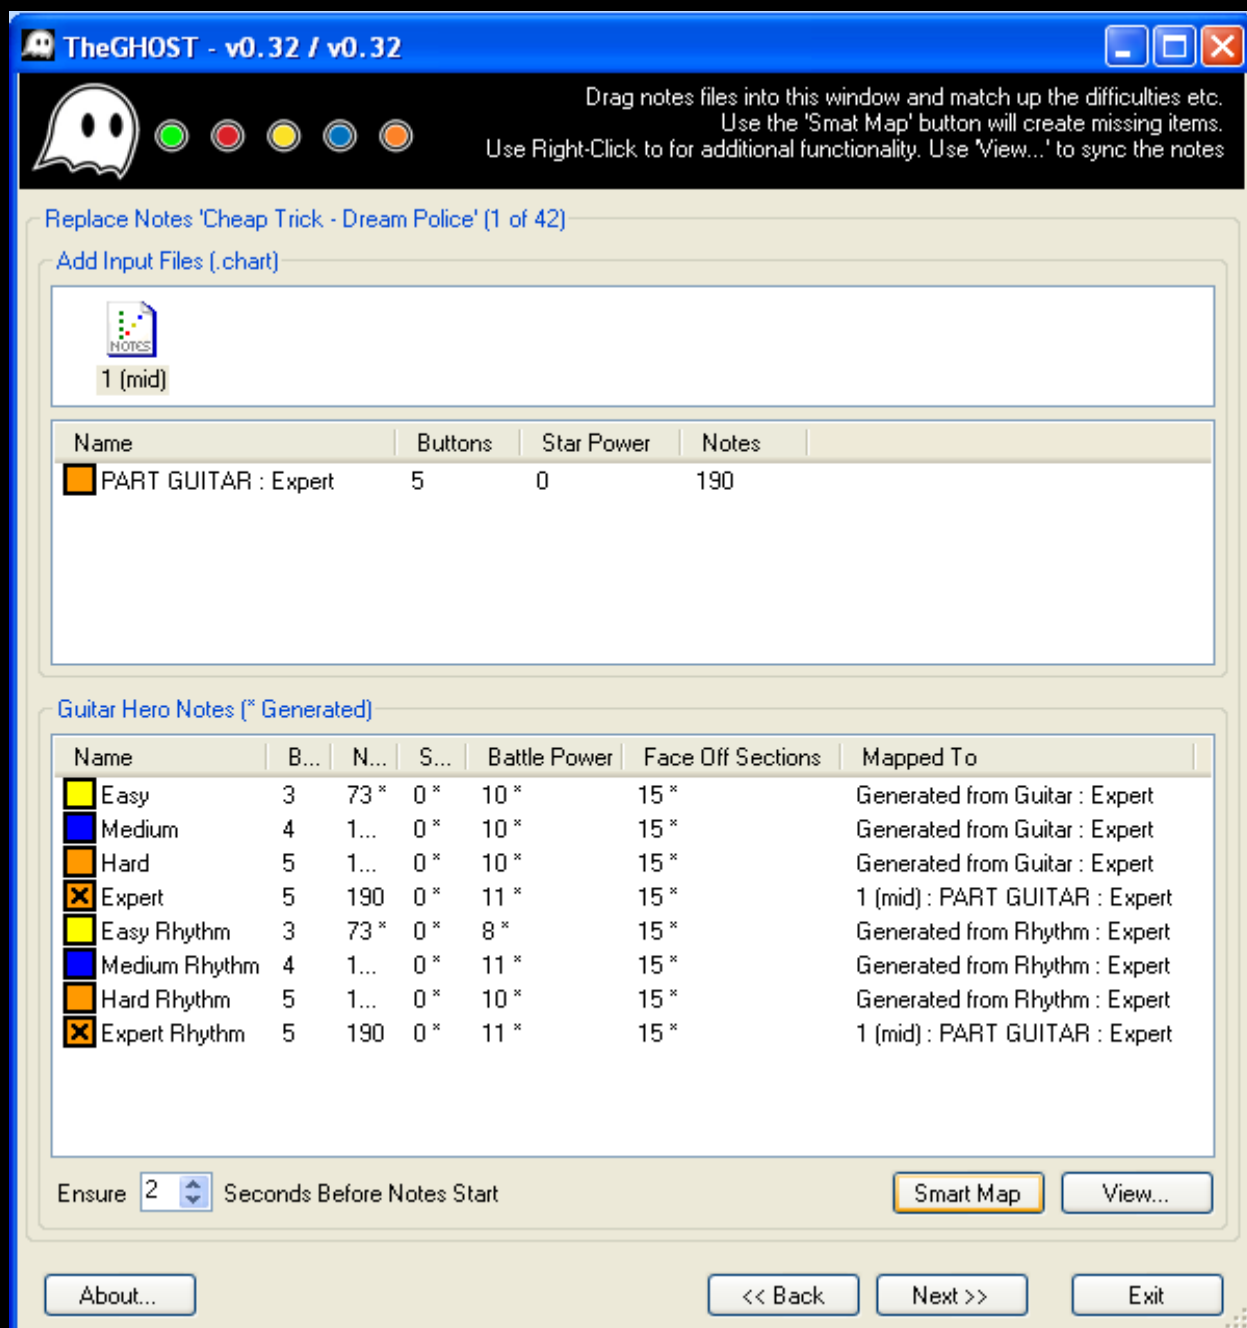 TheGHOST - v0.32 / v0.32
Drag notes files into this window and match up the difficulties etc.
Use the 'Smat Map' button will create missing items.
Use Right-Click to for additional functionality. Use 'View...' to sync the notes
Replace Notes 'Cheap Trick - Dream Police' (1 of 42)
Add Input Files (.chart)
NOTES
1 (mid)
Name Buttons Star Power Notes
PART GUITAR : Expert 5 0 190
Guitar Hero Notes (* Generated)
Name B... N... S... Battle Power Face Off Sections Mapped To
Easy 3 73 * 0 * 10 * 15 * Generated from Guitar : Expert
Medium 4 1... 0 * 10 * 15 * Generated from Guitar : Expert
Hard 5 1... 0 * 10 * 15 * Generated from Guitar : Expert
Expert 5 190 0 * 11 * 15 * 1 (mid) : PART GUITAR : Expert
Easy Rhythm 3 73 * 0 * 8 * 15 * Generated from Rhythm : Expert
Medium Rhythm 4 1... 0 * 11 * 15 * Generated from Rhythm : Expert
Hard Rhythm 5 1... 0 * 10 * 15 * Generated from Rhythm : Expert
Expert Rhythm 5 190 0 * 11 * 15 * 1 (mid) : PART GUITAR : Expert
Ensure 2 Seconds Before Notes Start Smart Map View...
About... << Back Next >> Exit